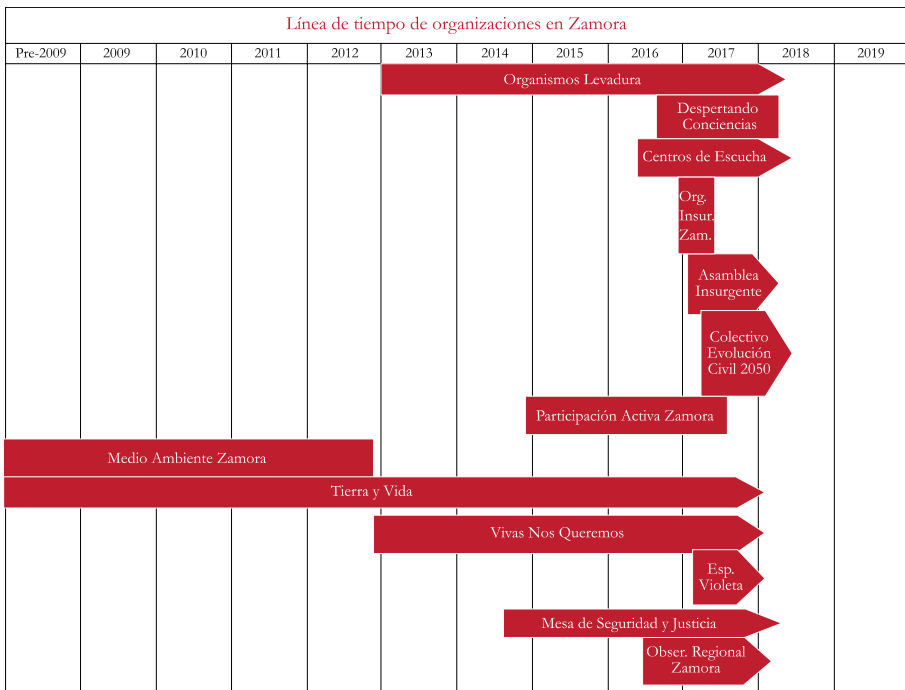 Línea de tiempo de organizaciones en Zamora
Pre-2009 2009 2010 2011 2012 2013 2014 2015 2016 2017 2018 2019
Organismos Levadura
Despertando
Conciencias
Centros de Escucha
Org.
Insur.
Zam.
Asamblea
Insurgente
Colectivo
Evolución
Civil 2050
Participación Activa Zamora
Medio Ambiente Zamora
Tierra y Vida
Vivas Nos Queremos
Esp.
Violeta
Mesa de Seguridad y Justicia
Obser. Regional
Zamora